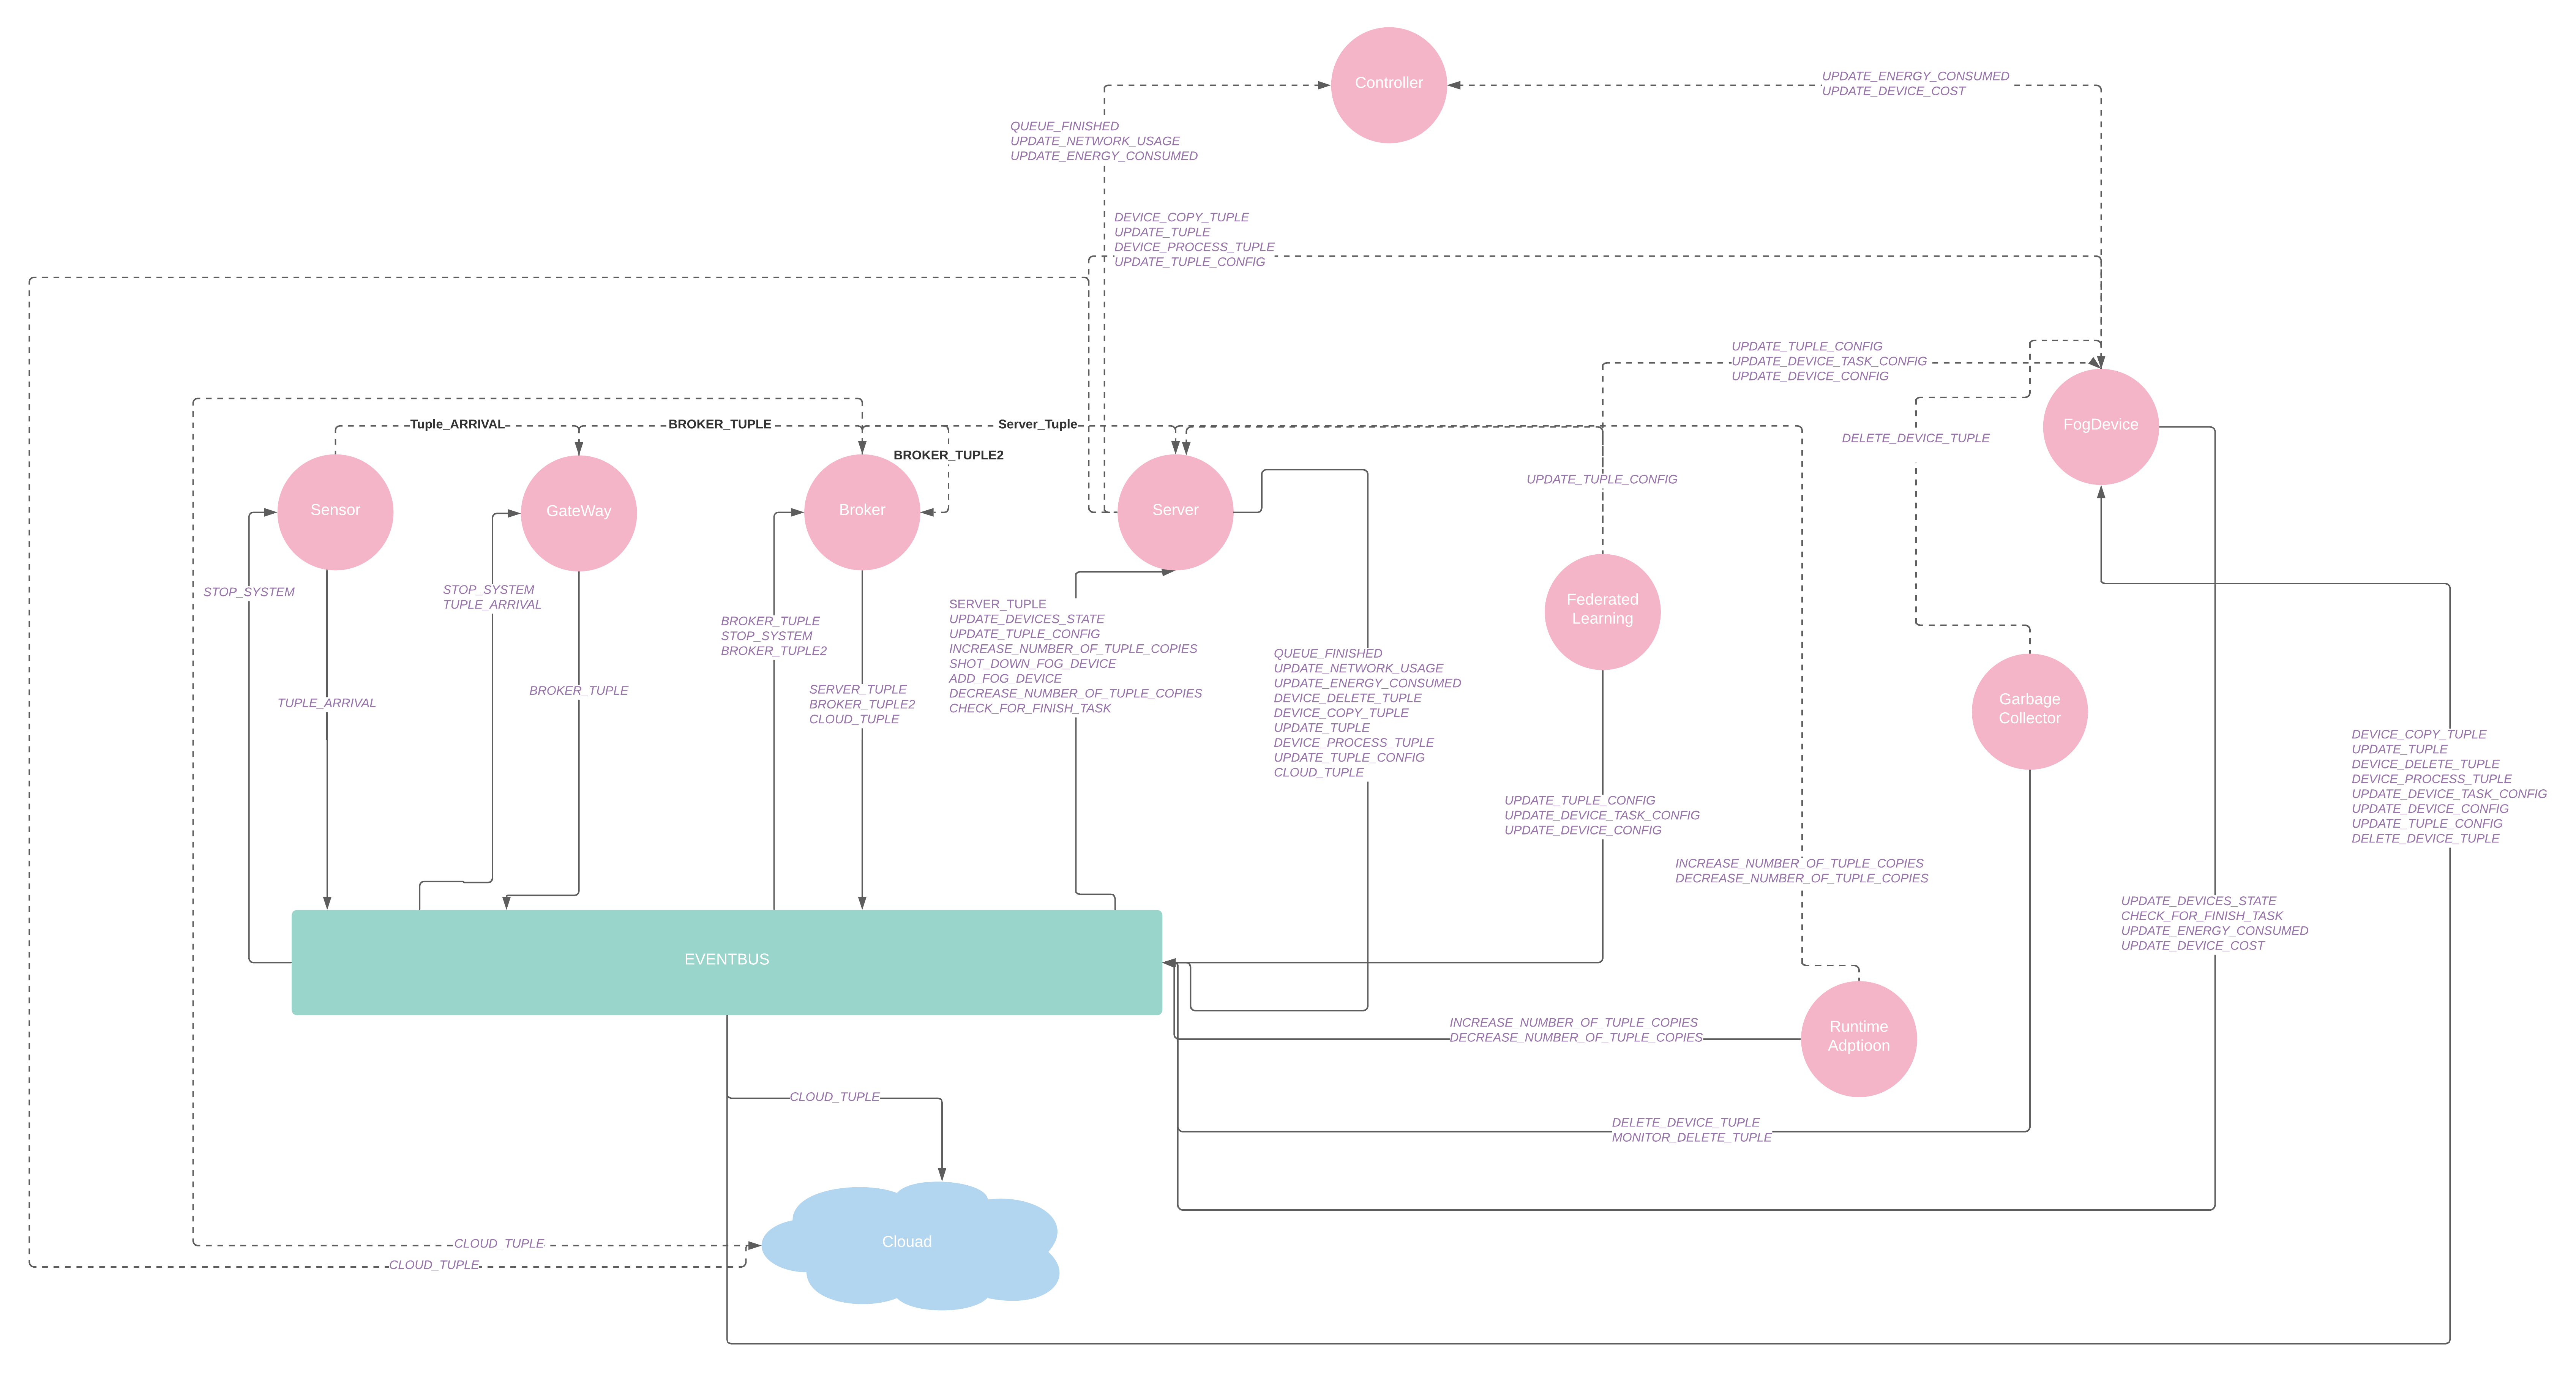 Controller
UPDATE_ENERGY_CONSUMED
UPDATE_DEVICE_COST
QUEUE_FINISHED
UPDATE_NETWORK_USAGE
UPDATE_ENERGY_CONSUMED
DEVICE_COPY_TUPLE
UPDATE_TUPLE
DEVICE_PROCESS_TUPLE
UPDATE_TUPLE_CONFIG
UPDATE_TUPLE_CONFIG
UPDATE_DEVICE_TASK_CONFIG
UPDATE_DEVICE_CONFIG
Tuple_ARRIVAL
BROKER_TUPLE
Server_Tuple
BROKER_TUPLE2
FogDevice
DELETE_DEVICE_TUPLE
UPDATE_TUPLE_CONFIG
Sensor
GateWay
Broker
Server
STOP_SYSTEM
STOP_SYSTEM
TUPLE_ARRIVAL
BROKER_TUPLE
STOP_SYSTEM
BROKER_TUPLE2
SERVER_TUPLE
UPDATE_DEVICES_STATE
UPDATE_TUPLE_CONFIG
INCREASE_NUMBER_OF_TUPLE_COPIES
SHOT_DOWN_FOG_DEVICE
ADD_FOG_DEVICE
DECREASE_NUMBER_OF_TUPLE_COPIES
CHECK_FOR_FINISH_TASK
Federated
Learning
TUPLE_ARRIVAL
BROKER_TUPLE
SERVER_TUPLE
BROKER_TUPLE2
CLOUD_TUPLE
QUEUE_FINISHED
UPDATE_NETWORK_USAGE
UPDATE_ENERGY_CONSUMED
DEVICE_DELETE_TUPLE
DEVICE_COPY_TUPLE
UPDATE_TUPLE
DEVICE_PROCESS_TUPLE
UPDATE_TUPLE_CONFIG
CLOUD_TUPLE
Garbage
Collector
DEVICE_COPY_TUPLE
UPDATE_TUPLE
DEVICE_DELETE_TUPLE
DEVICE_PROCESS_TUPLE
UPDATE_DEVICE_TASK_CONFIG
UPDATE_DEVICE_CONFIG
UPDATE_TUPLE_CONFIG
DELETE_DEVICE_TUPLE
UPDATE_TUPLE_CONFIG
UPDATE_DEVICE_TASK_CONFIG
UPDATE_DEVICE_CONFIG
INCREASE_NUMBER_OF_TUPLE_COPIES
DECREASE_NUMBER_OF_TUPLE_COPIES
UPDATE_DEVICES_STATE
CHECK_FOR_FINISH_TASK
UPDATE_ENERGY_CONSUMED
UPDATE_DEVICE_COST
EVENTBUS
INCREASE_NUMBER_OF_TUPLE_COPIES
DECREASE_NUMBER_OF_TUPLE_COPIES
Runtime
Adptioon
CLOUD_TUPLE
DELETE_DEVICE_TUPLE
MONITOR_DELETE_TUPLE
Clouad
CLOUD_TUPLE
CLOUD_TUPLE